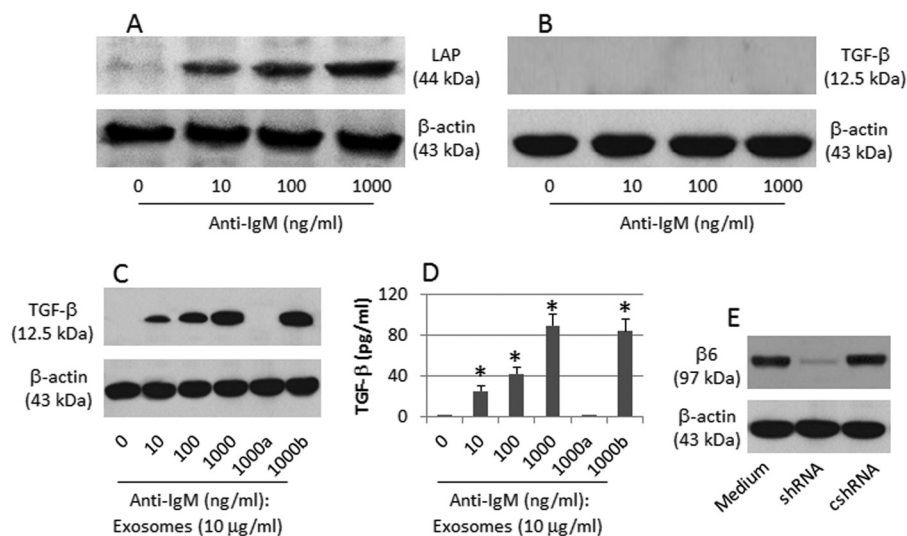 A
LAP
(44 kDa)
β-actin
(43 kDa)
0 10 100 1000
Anti-IgM (ng/ml)
B
TGF-β
(12.5 kDa)
β-actin
(43 kDa)
0 10 100 1000
Anti-IgM (ng/ml)
C
TGF-β
(12.5 kDa)
β-actin
(43 kDa)
0 10 100 1000 1000a 1000b
Anti-IgM (ng/ml):
Exosomes (10 µg/ml)
D
TGF-β (pg/ml)
120
80
40
0
* * * *
0 10 100 1000 1000a 1000b
Anti-IgM (ng/ml):
Exosomes (10 µg/ml)
E
β6
(97 kDa)
β-actin
(43 kDa)
Medium shRNA cshRNA